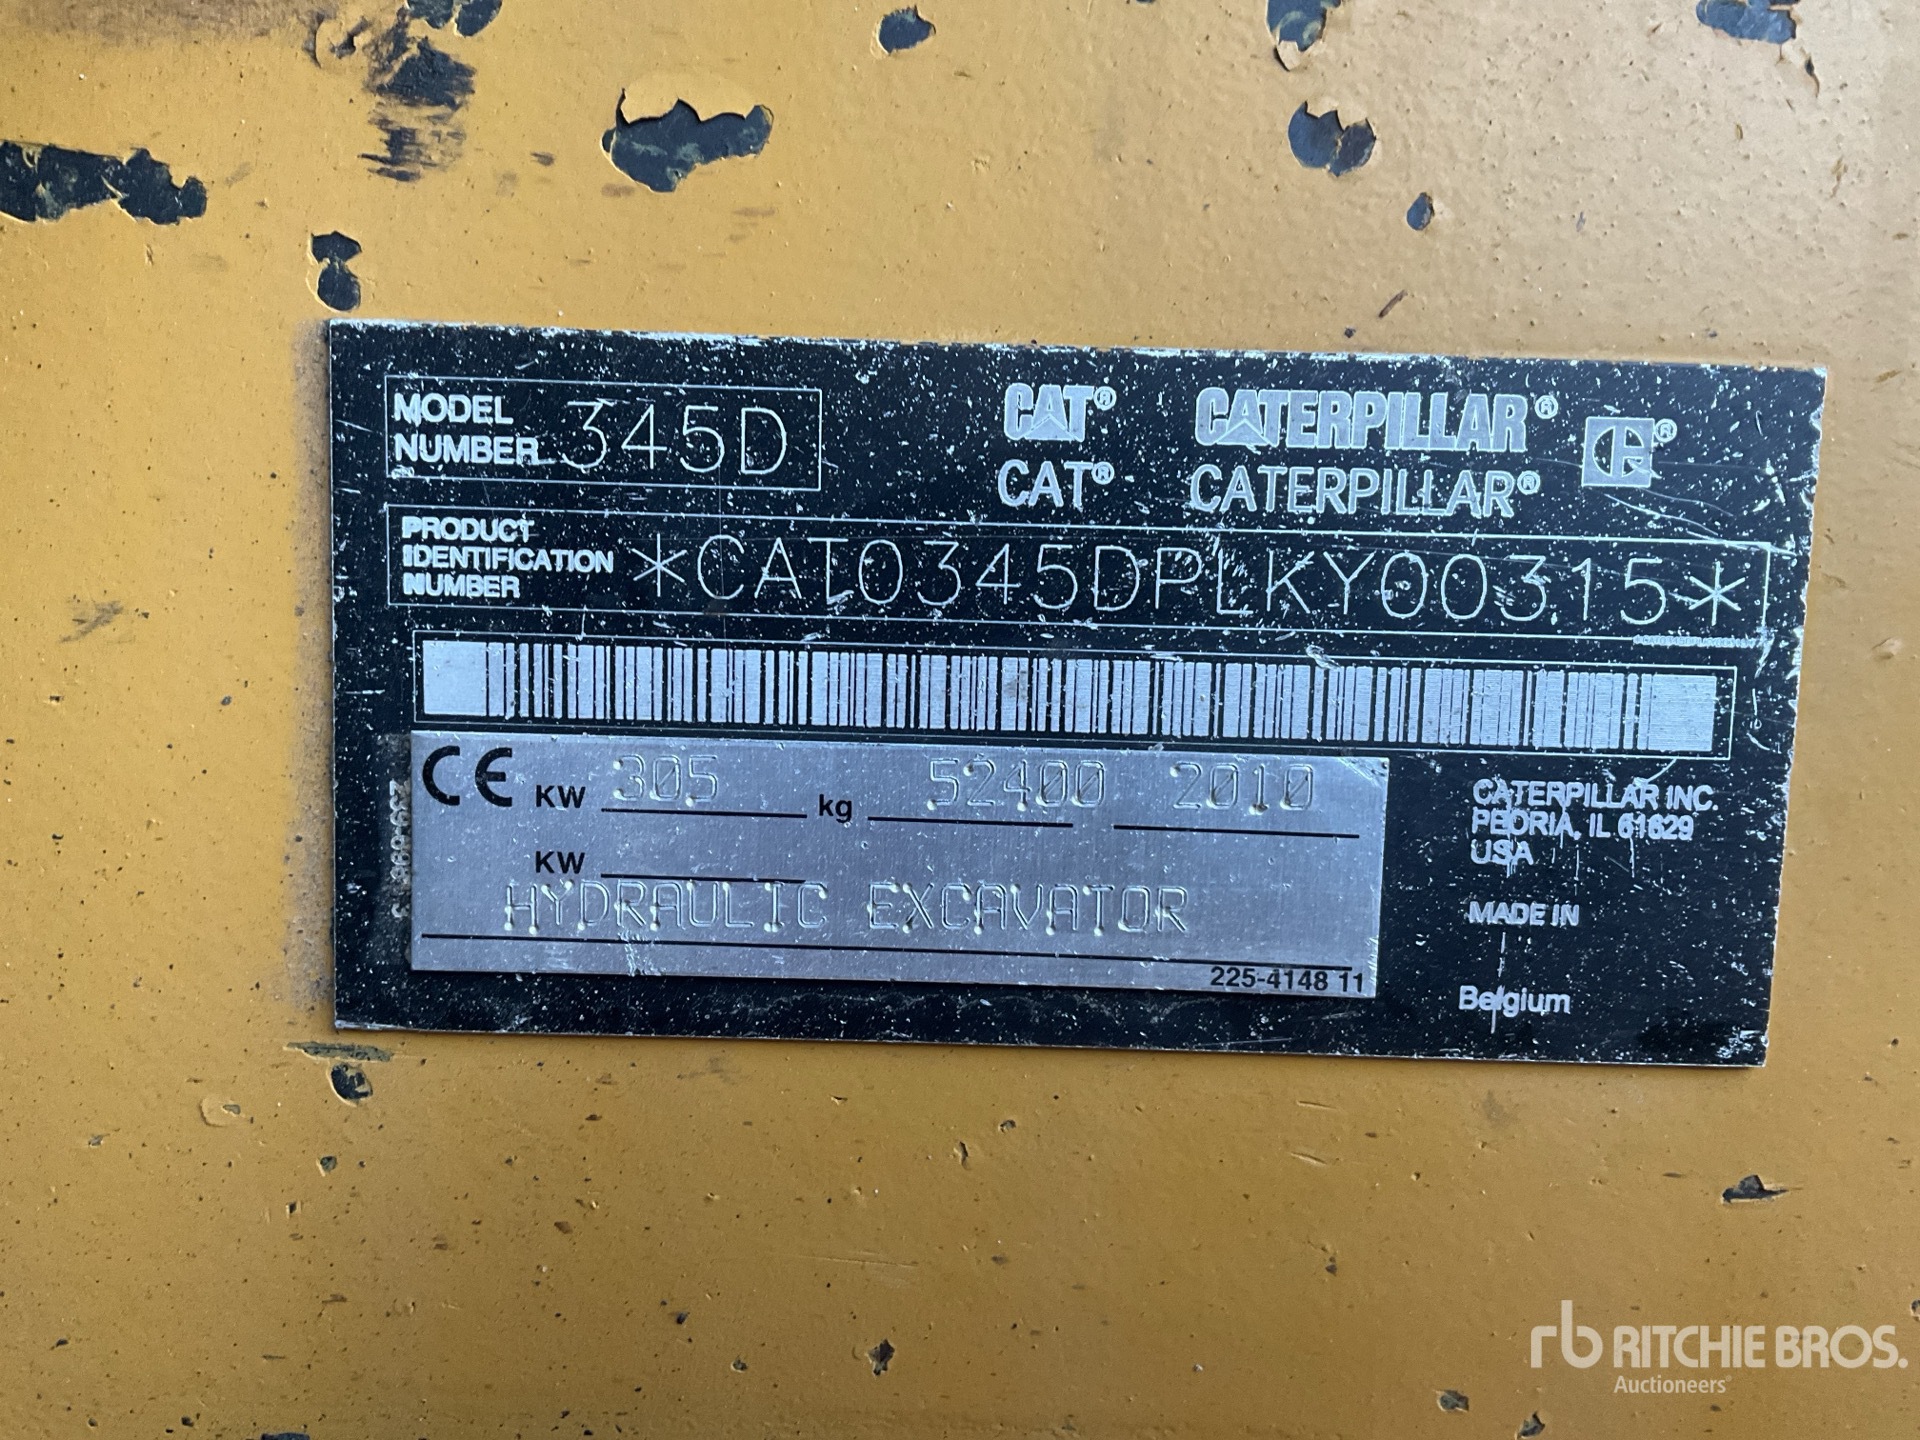 MODEL NUMBER 345D
CAT® CATERPILLAR®
CAT® CATERPILLAR®
PRODUCT IDENTIFICATION NUMBER *CAT0345DPLKY00315*
CE KW 305 kg 52400 2010
KW
HYDRAULIC EXCAVATOR
225-4148 11
CATERPILLAR INC.
PEORIA, IL 61629
USA
MADE IN
Belgium
rb RITCHIE BROS.
Auctioneers